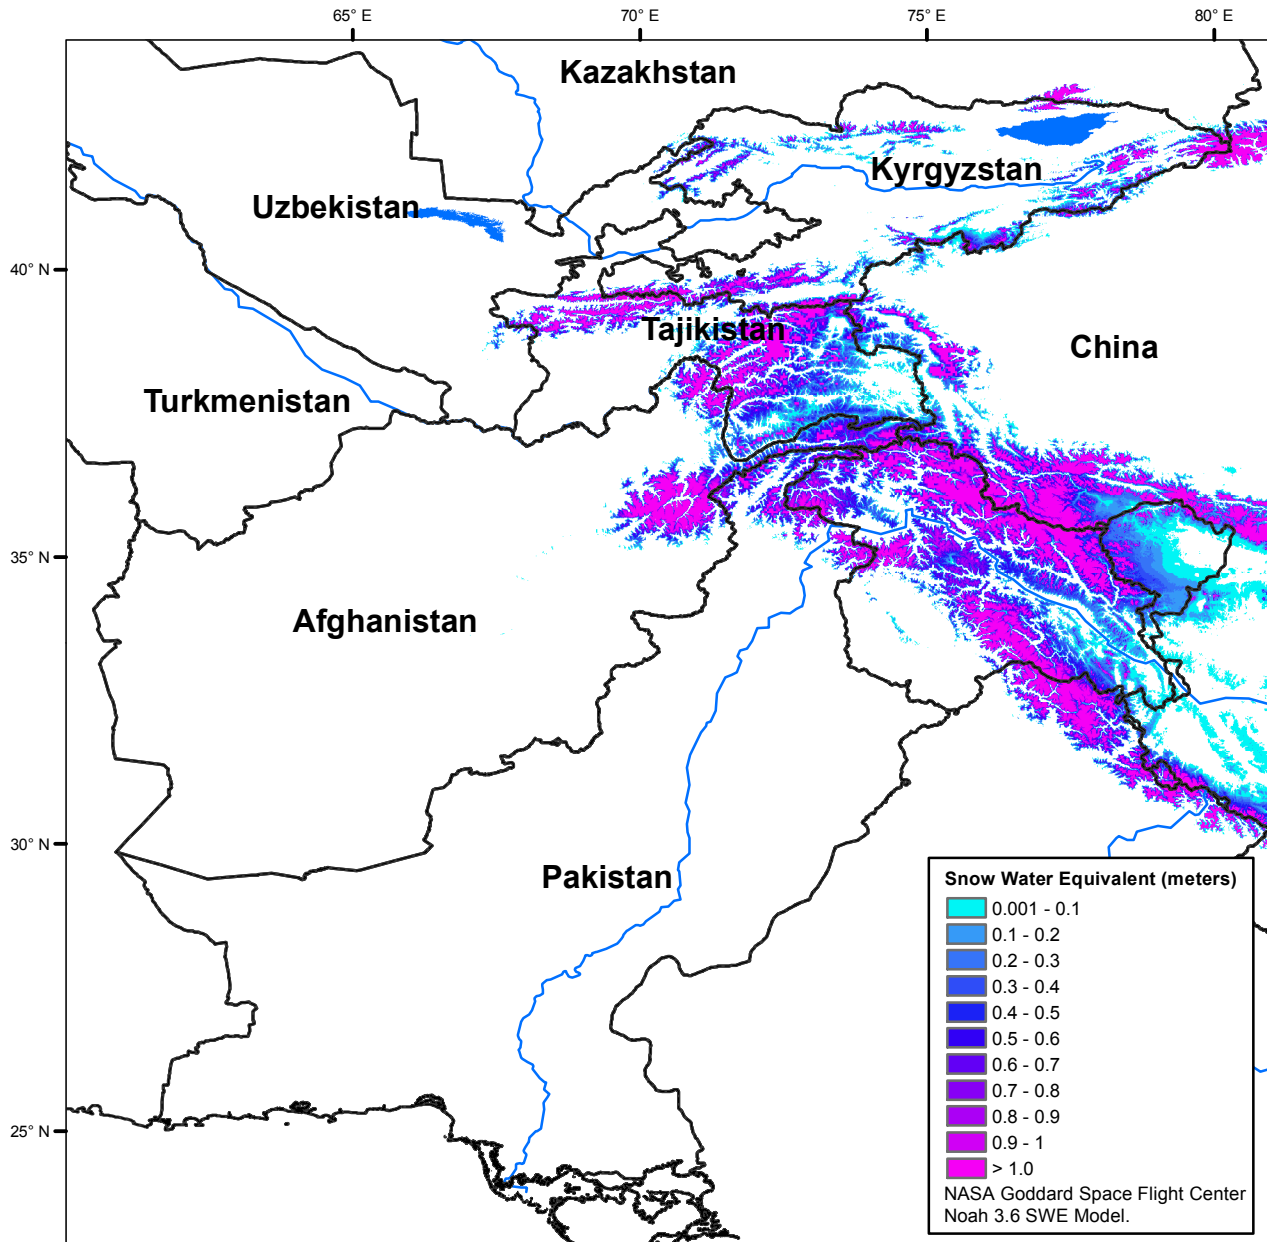 65° E
70° E
75° E
80° E
Kazakhstan
Kyrgyzstan
Uzbekistan
40° N
Tajikistan
China
Turkmenistan
35° N
Afghanistan
30° N
Pakistan
25° N
Snow Water Equivalent (meters)
0.001 - 0.1
0.1 - 0.2
0.2 - 0.3
0.3 - 0.4
0.4 - 0.5
0.5 - 0.6
0.6 - 0.7
0.7 - 0.8
0.8 - 0.9
0.9 - 1
> 1.0
NASA Goddard Space Flight Center
Noah 3.6 SWE Model.